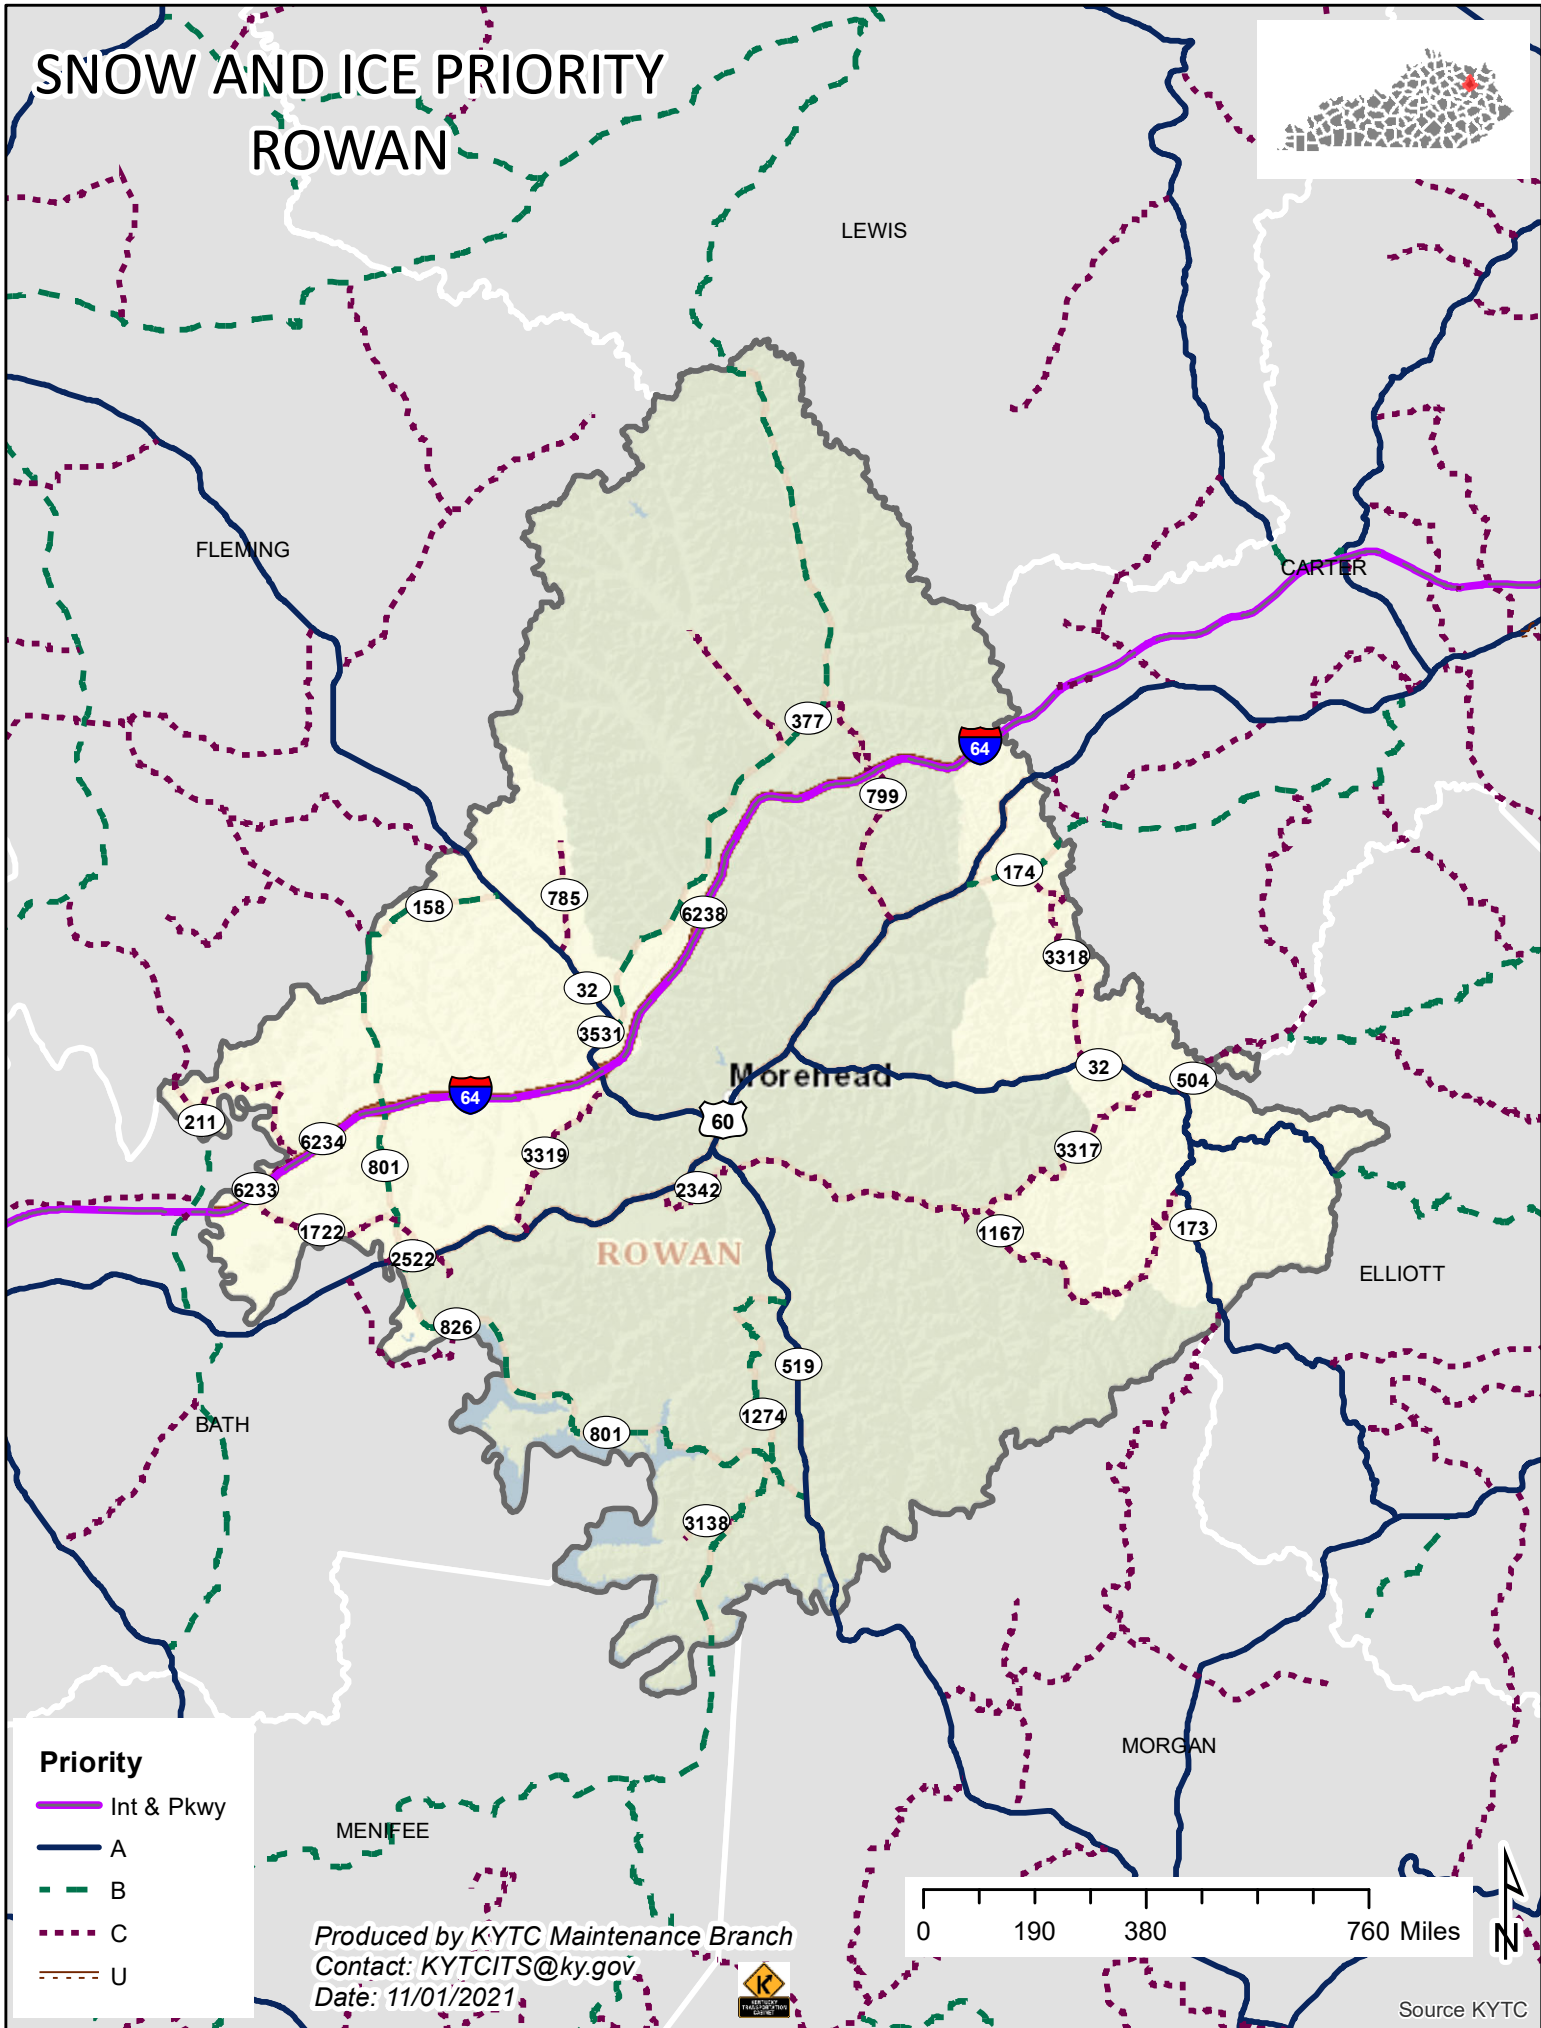 SNOW AND ICE PRIORITY
ROWAN
LEWIS
FLEMING
CARTER
377
64
799
174
158
785
6238
3318
32
3531
Morehead
32
504
64
211
60
6234
3317
3319
801
2342
6233
1722
1167
173
2522
ROWAN
ELLIOTT
826
519
1274
BATH
801
3138
MORGAN
MENIFEE
Priority
Int & Pkwy
A
B
C
U
0 190 380 760 Miles
N
Produced by KYTC Maintenance Branch
Contact: KYTCITS@ky.gov
Date: 11/01/2021
KENTUCKY
TRANSPORTATION
CABINET
Source KYTC